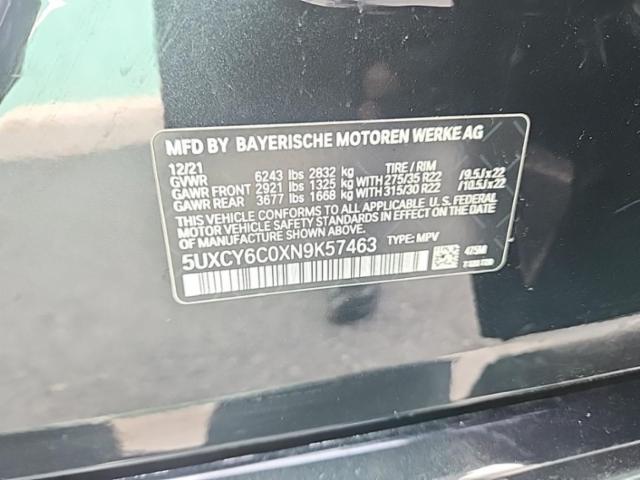 MFD BY BAYERISCHE MOTOREN WERKE AG
12/21
GVWR 6243 lbs 2832 kg TIRE / RIM
GAWR FRONT 2921 lbs 1325 kg WITH 275/35 R22 /9.5J x 22
GAWR REAR 3677 lbs 1668 kg WITH 315/30 R22 /10.5J x 22
THIS VEHICLE CONFORMS TO ALL APPLICABLE U. S. FEDERAL
MOTOR VEHICLE SAFETY STANDARDS IN EFFECT ON THE DATE OF
MANUFACTURE SHOWN ABOVE.
5UXCY6C0XN9K57463 TYPE: MPV
475M